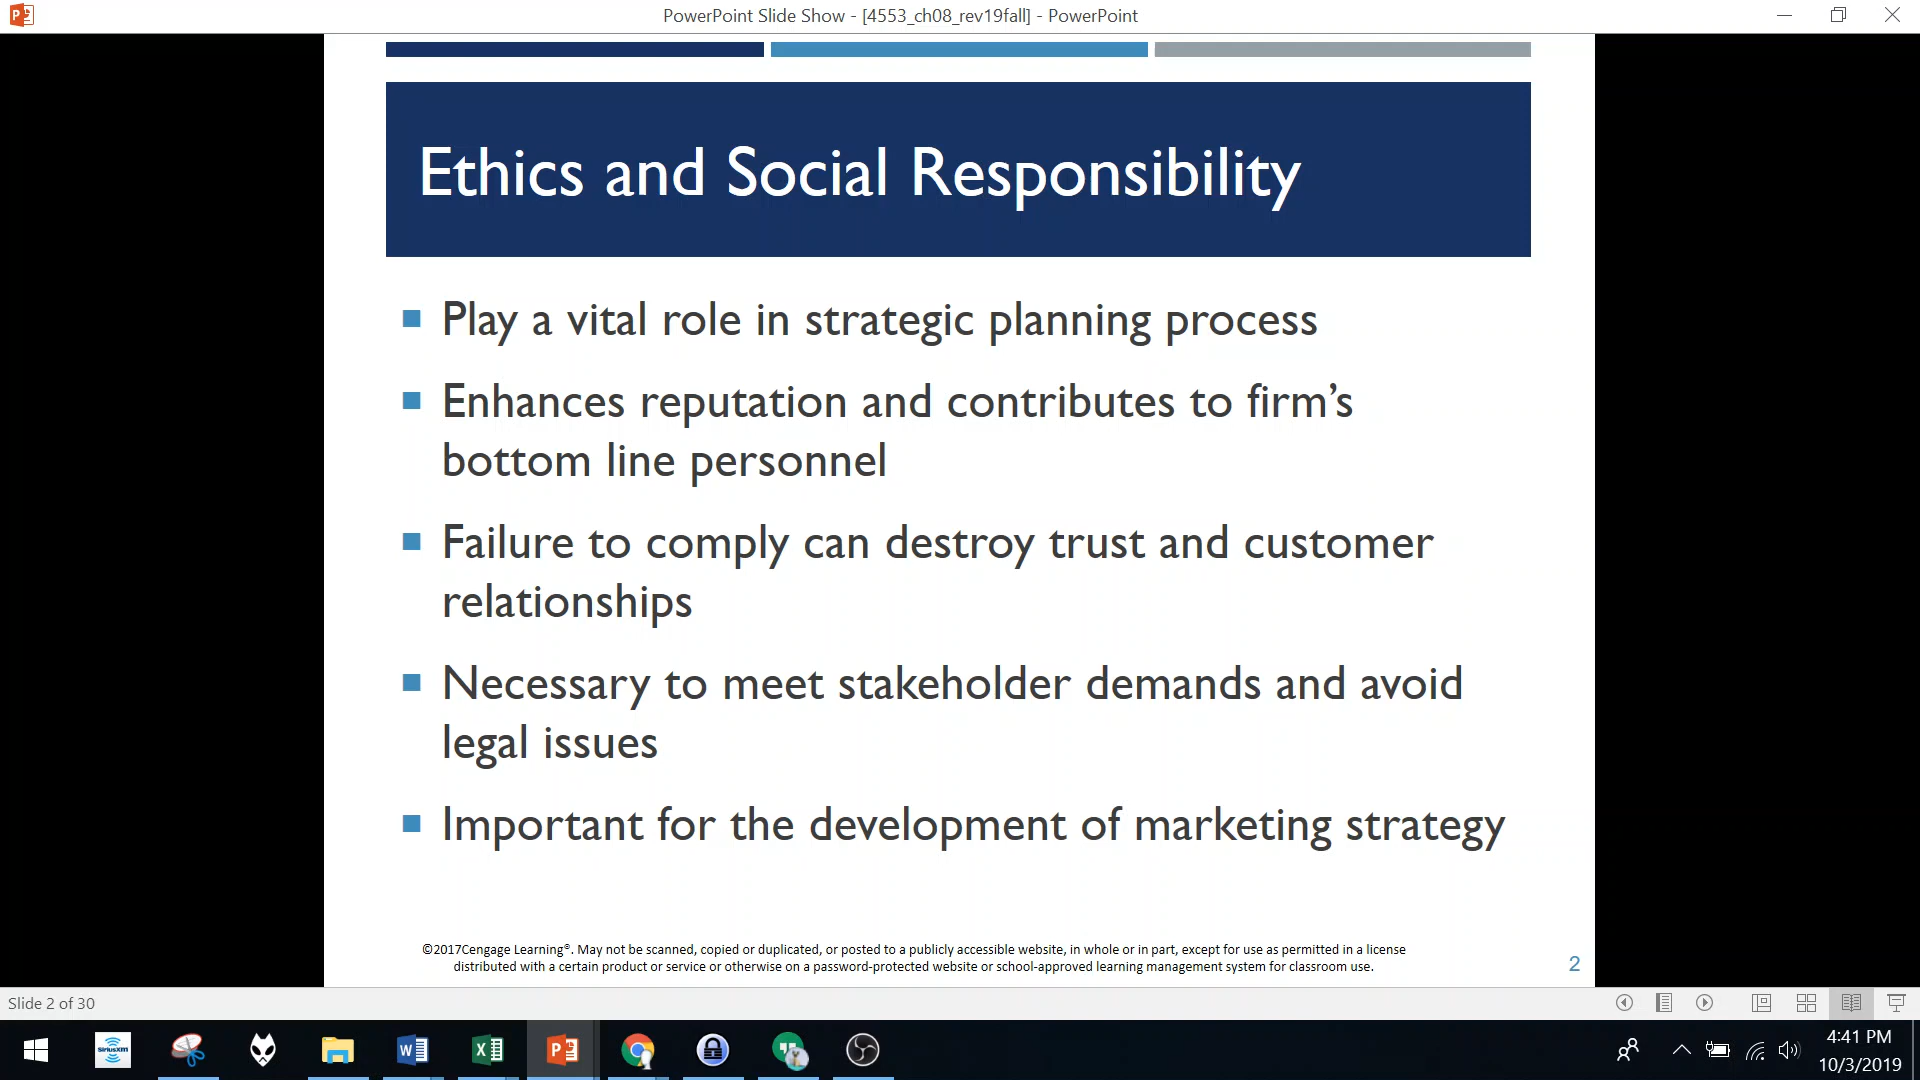 PowerPoint Slide Show - [4553_ch08_rev19fall] - PowerPoint
Ethics and Social Responsibility
Play a vital role in strategic planning process
Enhances reputation and contributes to firm’s
bottom line personnel
Failure to comply can destroy trust and customer
relationships
Necessary to meet stakeholder demands and avoid
legal issues
Important for the development of marketing strategy
©2017Cengage Learning®. May not be scanned, copied or duplicated, or posted to a publicly accessible website, in whole or in part, except for use as permitted in a license
distributed with a certain product or service or otherwise on a password-protected website or school-approved learning management system for classroom use.
2
Slide 2 of 30
SiriusXM
4:41 PM
10/3/2019